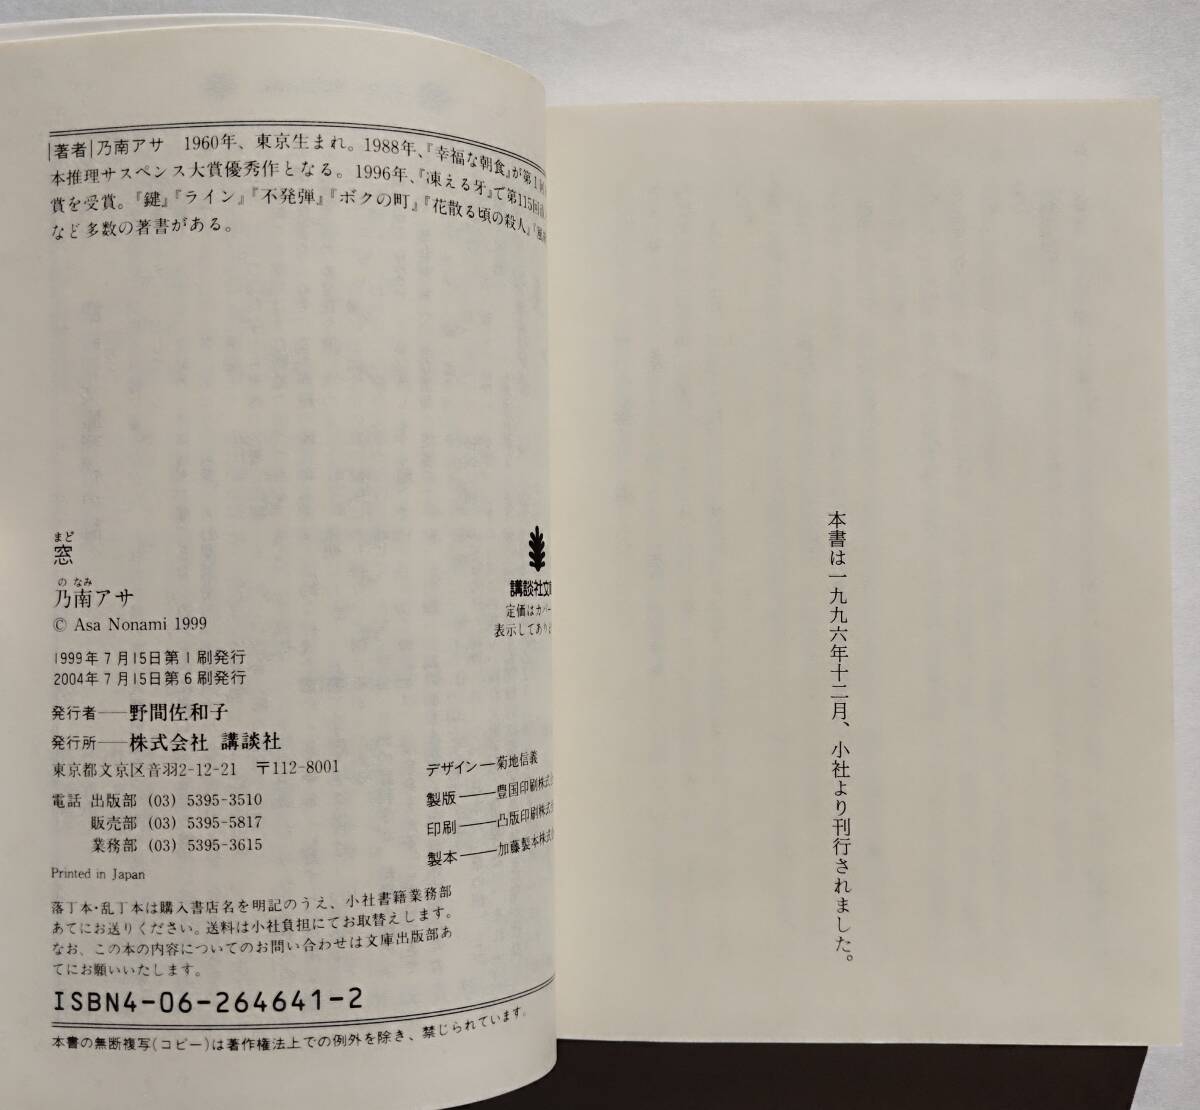 |著者|乃南アサ　1960年、東京生まれ。1988年、『幸福な朝食』が第1回
本推理サスペンス大賞優秀作となる。1996年、『凍える牙』で第115回
賞を受賞。『鍵』『ライン』『不発弾』『ボクの町』『花散る頃の殺人』
など多数の著書がある。
まど
窓
のなみ
乃南アサ
© Asa Nonami 1999
1999年7月15日第1刷発行
2004年7月15日第6刷発行
発行者――野間佐和子
発行所――株式会社 講談社
東京都文京区音羽2-12-21　〒112-8001
電話 出版部 (03) 5395-3510
販売部 (03) 5395-5817
業務部 (03) 5395-3615
Printed in Japan
講談社文
定価はカバー
表示してあり
デザイン―菊地信義
製版――豊国印刷株式会
印刷――凸版印刷株式会
製本――加藤製本株式会
落丁本・乱丁本は購入書店名を明記のうえ、小社書籍業務部
あてにお送りください。送料は小社負担にてお取替えします。
なお、この本の内容についてのお問い合わせは文庫出版部あ
てにお願いいたします。
ISBN4-06-264641-2
本書の無断複写(コピー)は著作権法上での例外を除き、禁じられています。
本書は一九九六年十二月、小社より刊行されました。